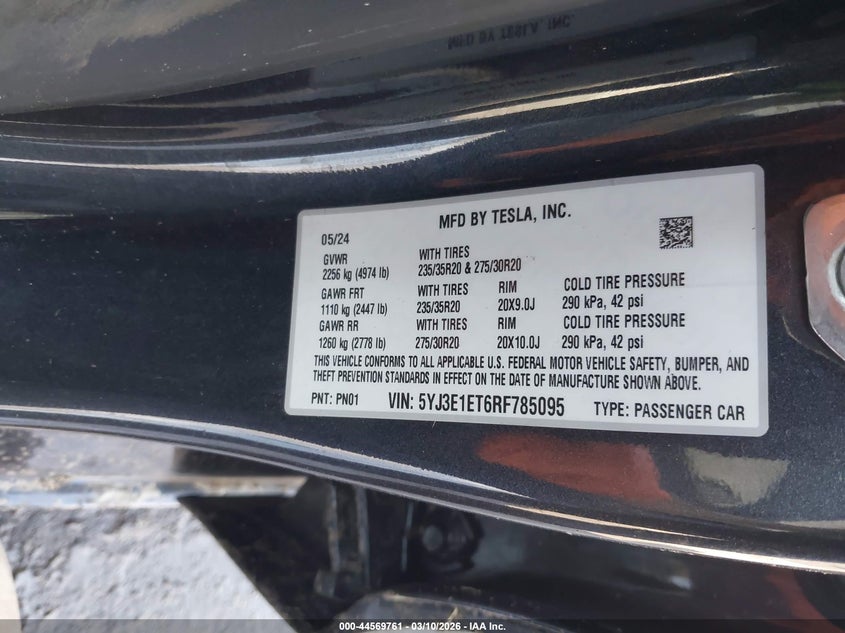 MFD BY TESLA, INC.
MFD BY TESLA, INC.
05/24
GVWR
2256 kg (4974 lb)
WITH TIRES
235/35R20 & 275/30R20
GAWR FRT
1110 kg (2447 lb)
WITH TIRES
235/35R20
RIM
20X9.0J
COLD TIRE PRESSURE
290 kPa, 42 psi
GAWR RR
1260 kg (2778 lb)
WITH TIRES
275/30R20
RIM
20X10.0J
COLD TIRE PRESSURE
290 kPa, 42 psi
THIS VEHICLE CONFORMS TO ALL APPLICABLE U.S. FEDERAL MOTOR VEHICLE SAFETY, BUMPER, AND
THEFT PREVENTION STANDARDS IN EFFECT ON THE DATE OF MANUFACTURE SHOWN ABOVE.
PNT: PN01 VIN: 5YJ3E1ET6RF785095 TYPE: PASSENGER CAR
000-44569761 - 03/10/2026 - IAA Inc.